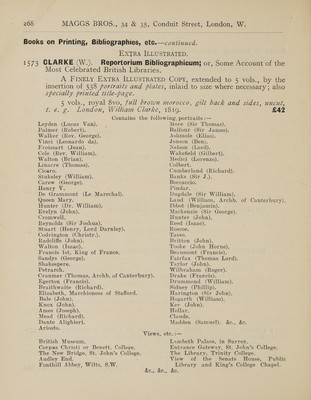 268 MAGGS BROS., 34 & 35, Conduit Street, London, W.
Books on Printing, Bibliographies, etc.—continued.
EXTRA ILLUSTRATED.
1573 CLARKE (W.). Reportorium Bibliographicum; or, Some Account of the
Most Celebrated British Libraries.
A FINELY EXTRA ILLUSTRATED COPY, extended to 5 vols., by the
insertion of 538 portraits and plates, inlaid to size where necessary; also
specially printed title-page.
5 vols., royal 8vo, full brown morocco, gilt back and sides, uncut,
t. e. g. London, William Clarke, 1819. £42
Contains the following portraits:—
Leyden (Lucas Van).
Palmer (Robert).
Walker (Rev. George).
Vinci (Leonardo da).
Froissart (Jean).
Cole (Rev. William).
Walton (Brian).
Linacre (Thomas).
Cicero.
Stukeley (William).
Carew (George).
Henry V.
De Grammont (Le Marechal).
Queen Mary.
Hunter (Dr. William).
Evelyn (John).
Cromwell.
Reynolds (Sir Joshua).
Stuart (Henry, Lord Darnley).
Codrington (Christr.).
Radcliffe (John).
Walton (Isaac).
Francis 1st, King of France.
Sandys (George).
Shakespere.
Petrarch.
Cranmer (Thomas, Arch. of Canterbury).
Egerton (Francis).
Braithwaite (Richard).
Elizabeth, Marchioness of Stafford.
Bale (John).
Knox (John).
Ames (Joseph).
Mead (Richard).
Dante Alighieri.
Ariosto.
More (Sir Thomas).
Balfour (Sir James).
Ashmole (Elias).
Jonson (Ben).
Nelson (Lord).
Wakefield (Gilbert).
Medici (Lorenzo).
Colbert.
Cumberland (Richard).
Banks (Sir J.).
Boccaccio.
Pindar.
Dugdale (Sir William).
Laud (William, Arch. of Canterbury).
Dibot (Benjamin).
Mackenzie (Sir George)
Hunter (John).
Reed (Isaac).
Roscoe.
Tasso.
Britton (John).
Tooke (John Horne).
Beaumont (Francis).
Fairfax (Thomas Lord).
Taylor (John).
Wilbraham (Roger).
Drake (Francis).
Drummond (William).
Sidney (Phillip).
Harington (Sir John).
Hogarth (William).
Ker (John).
Hollar.
Claude.
Madden (Samuel). &c., &c.
Views, etc.:—
British Museum.
Corpus Christi or Benett, College.
The New Bridge, St. John's College.
Audley End.
Fonthill Abbey, Wilts, S.W.
Lambeth Palace, in Surrey.
Entrance Gateway, St. John's College.
The Library, Trinity College.
View of the Senate House, Public
Library and King's College Chapel.
&c., &c., &c.